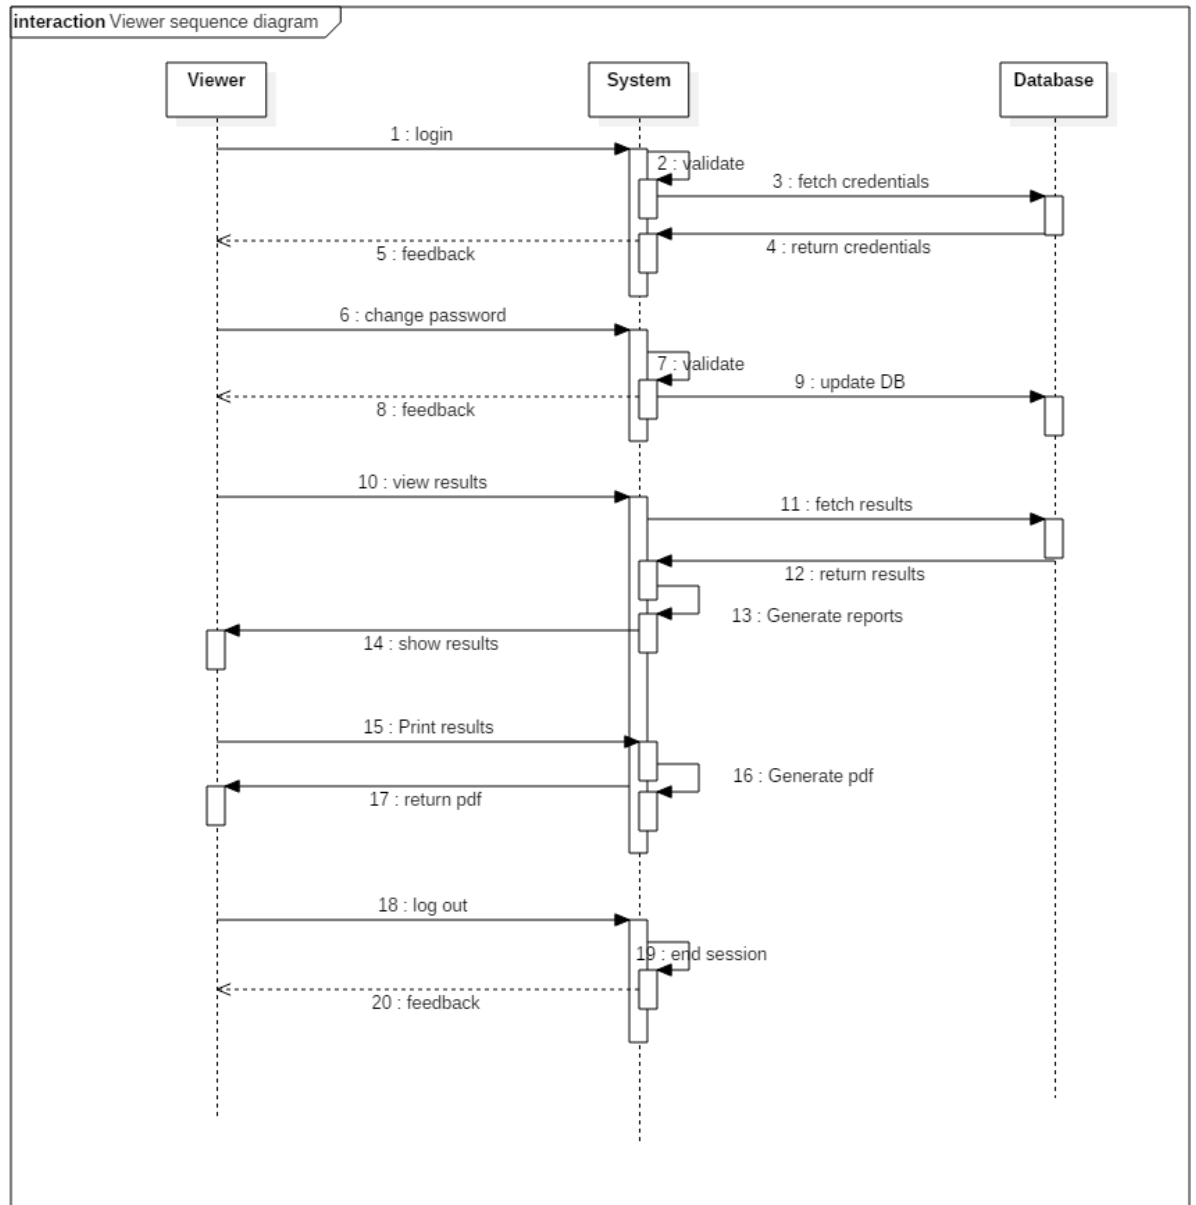 interaction Viewer sequence diagram
Viewer
System
Database
1 : login
2 : validate
3 : fetch credentials
4 : return credentials
5 : feedback
6 : change password
7 : validate
8 : feedback
9 : update DB
10 : view results
11 : fetch results
12 : return results
13 : Generate reports
14 : show results
15 : Print results
16 : Generate pdf
17 : return pdf
18 : log out
19 : end session
20 : feedback